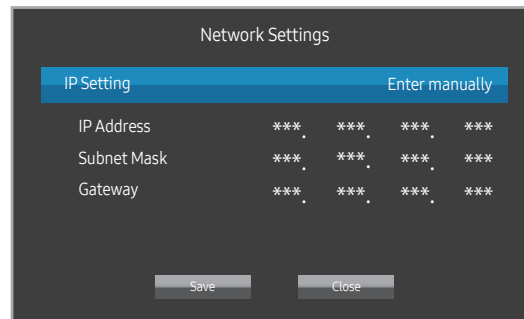 Network Settings
IP Setting Enter manually
IP Address ***. ***. ***. ***
Subnet Mask ***. ***. ***. ***
Gateway ***. ***. ***. ***
Save Close